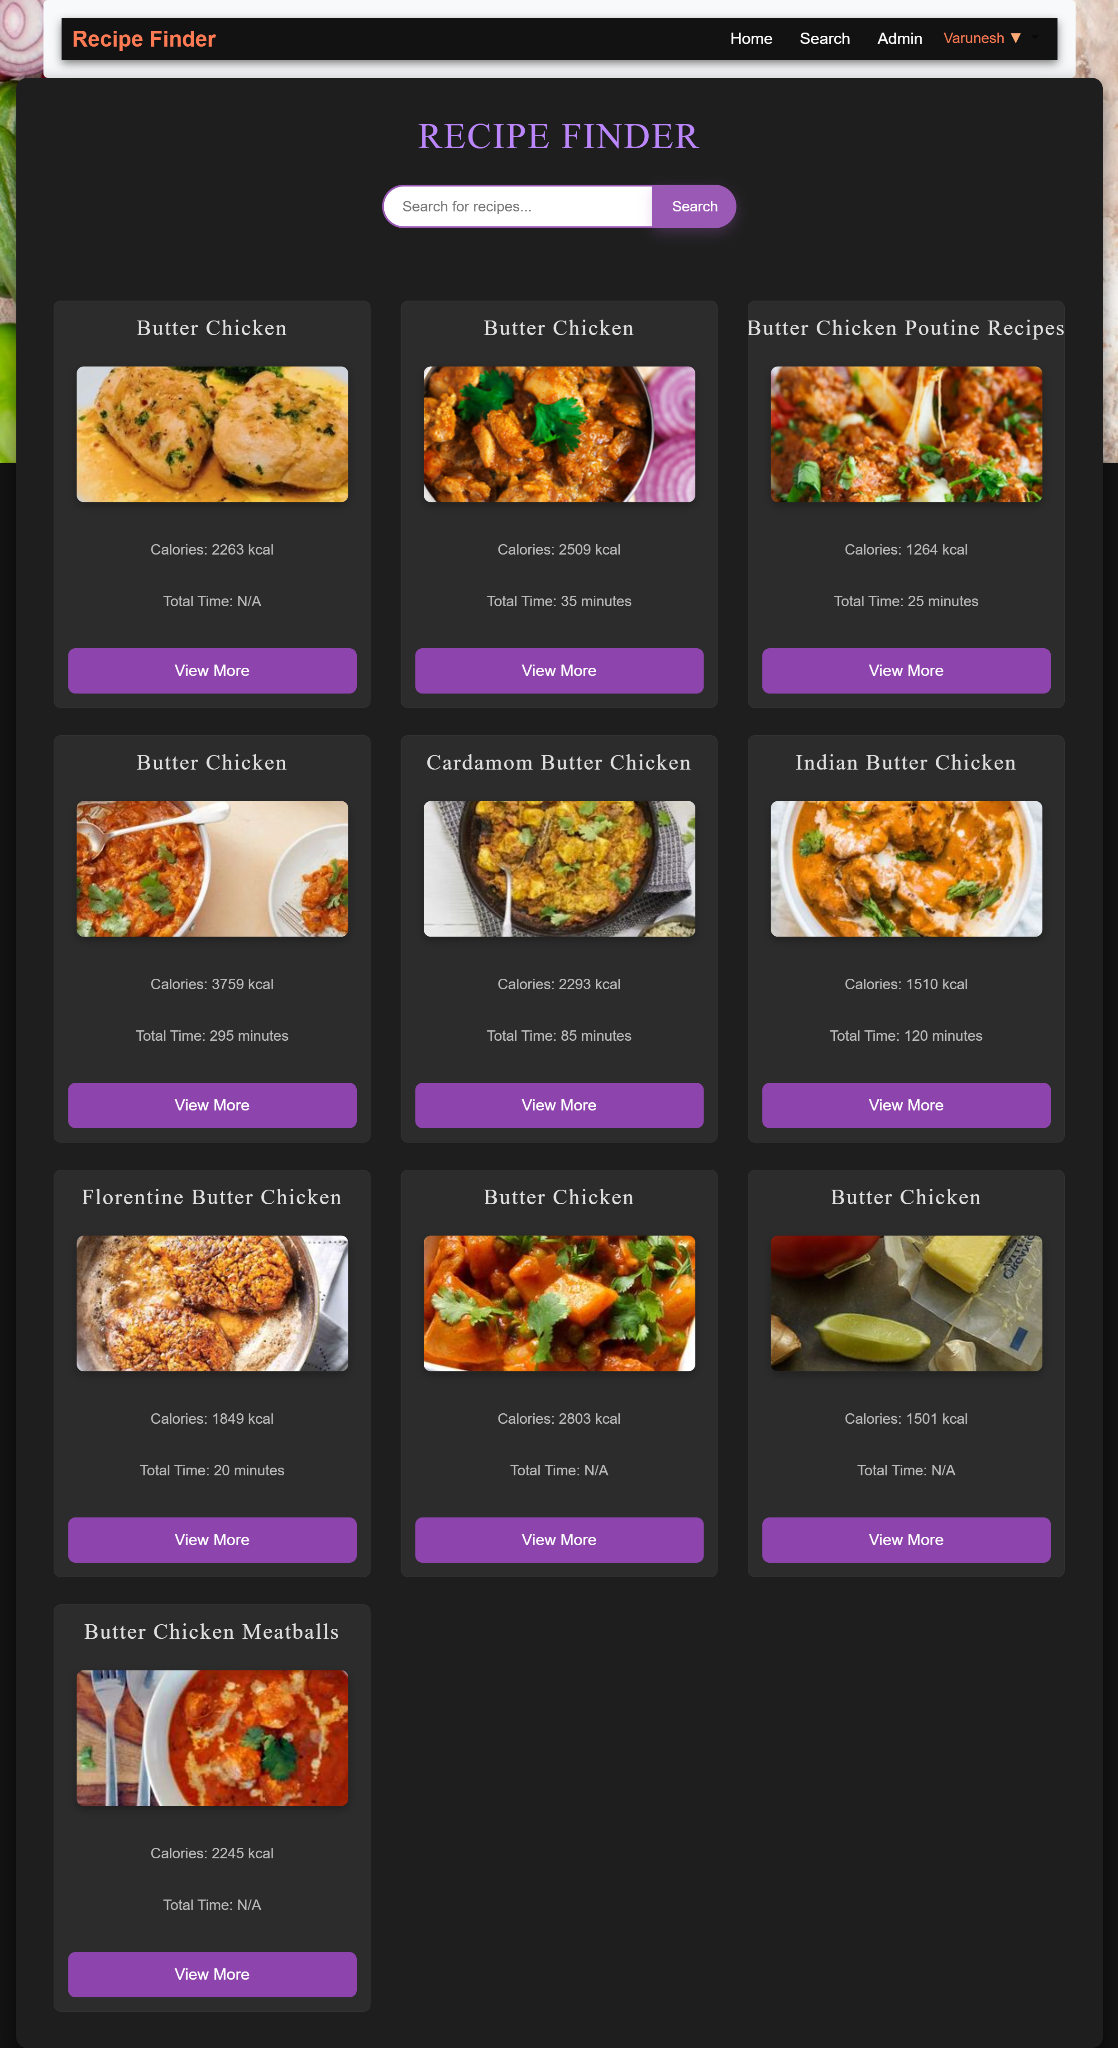 Recipe Finder
Home Search Admin Varunesh ▼
RECIPE FINDER
Search for recipes... Search
Butter Chicken
Calories: 2263 kcal
Total Time: N/A
View More
Butter Chicken
Calories: 2509 kcal
Total Time: 35 minutes
View More
Butter Chicken Poutine Recipes
Calories: 1264 kcal
Total Time: 25 minutes
View More
Butter Chicken
Calories: 3759 kcal
Total Time: 295 minutes
View More
Cardamom Butter Chicken
Calories: 2293 kcal
Total Time: 85 minutes
View More
Indian Butter Chicken
Calories: 1510 kcal
Total Time: 120 minutes
View More
Florentine Butter Chicken
Calories: 1849 kcal
Total Time: 20 minutes
View More
Butter Chicken
Calories: 2803 kcal
Total Time: N/A
View More
Butter Chicken
Calories: 1501 kcal
Total Time: N/A
View More
Butter Chicken Meatballs
Calories: 2245 kcal
Total Time: N/A
View More